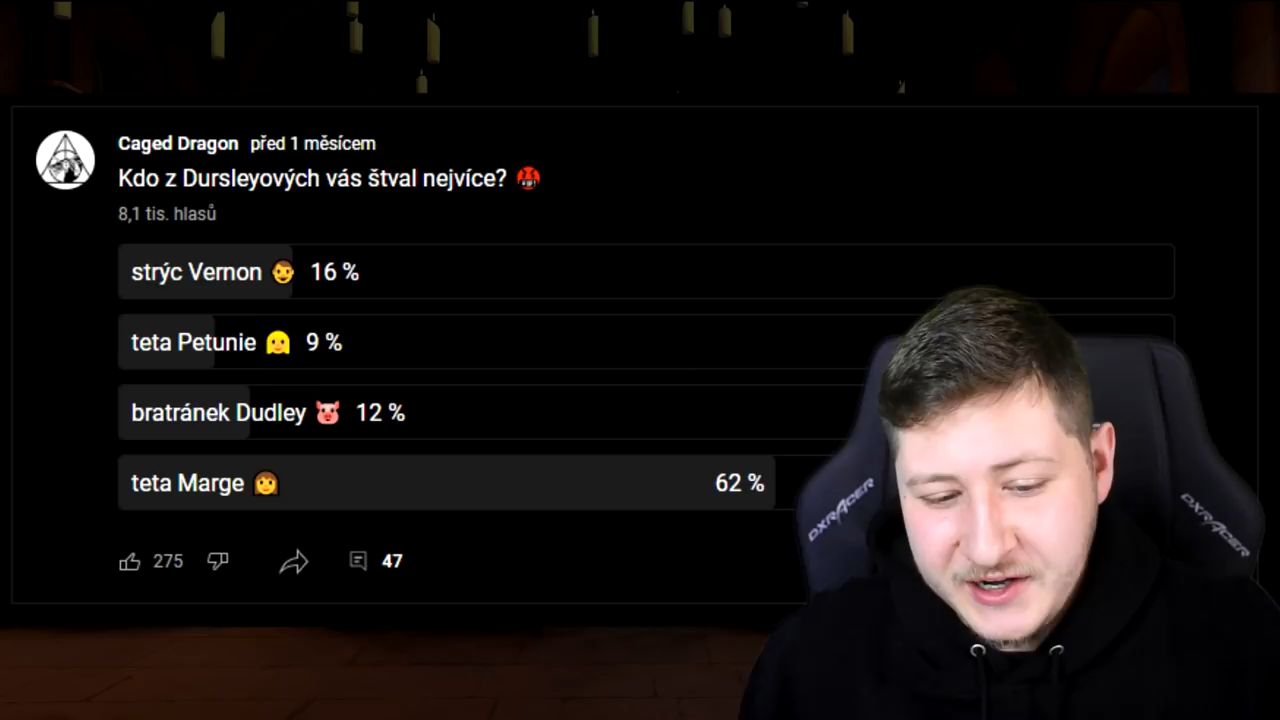 Caged Dragon před 1 měsícem
Kdo z Dursleyových vás štval nejvíce?
8,1 tis. hlasů
strýc Vernon 16 %
teta Petunie 9 %
bratránek Dudley 12 %
teta Marge 62 %
275 47
DXRACER DXRACER